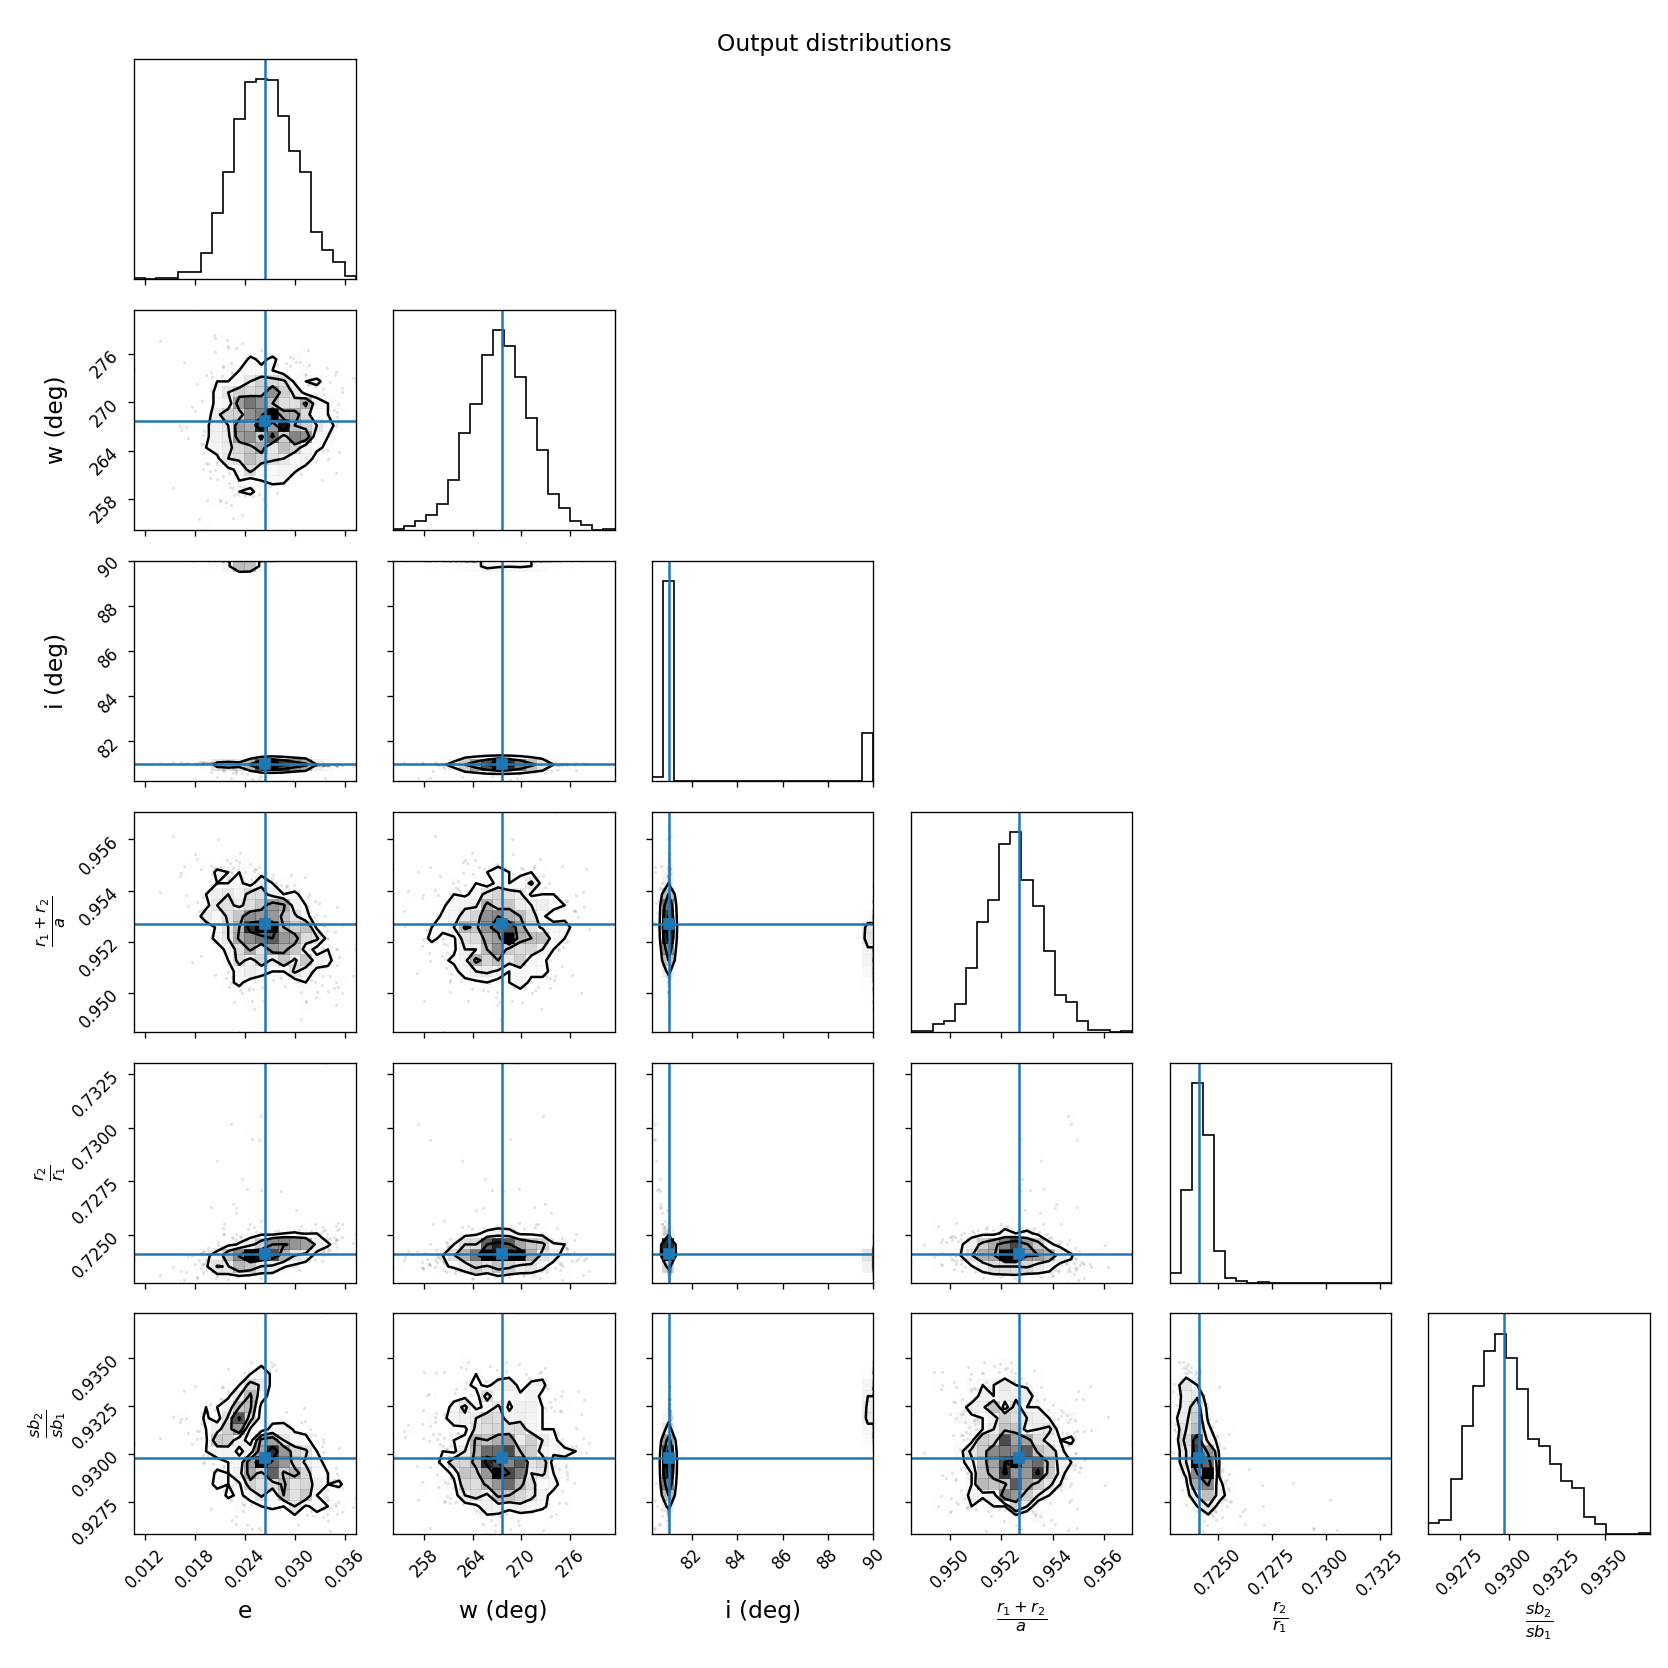 Output distributions
w (deg)
276
270
264
258
i (deg)
90
88
86
84
82
r₁ + r₂
a
0.956
0.954
0.952
0.950
r₂
r₁
0.7325
0.7300
0.7275
0.7250
sb₂
sb₁
0.9350
0.9325
0.9300
0.9275
0.012 0.018 0.024 0.030 0.036 258 264 270 276 82 84 86 88 90 0.950 0.952 0.954 0.956 0.7250 0.7275 0.7300 0.7325 0.9275 0.9300 0.9325 0.9350
e w (deg) i (deg) r₁ + r₂ r₂ sb₂
a r₁ sb₁